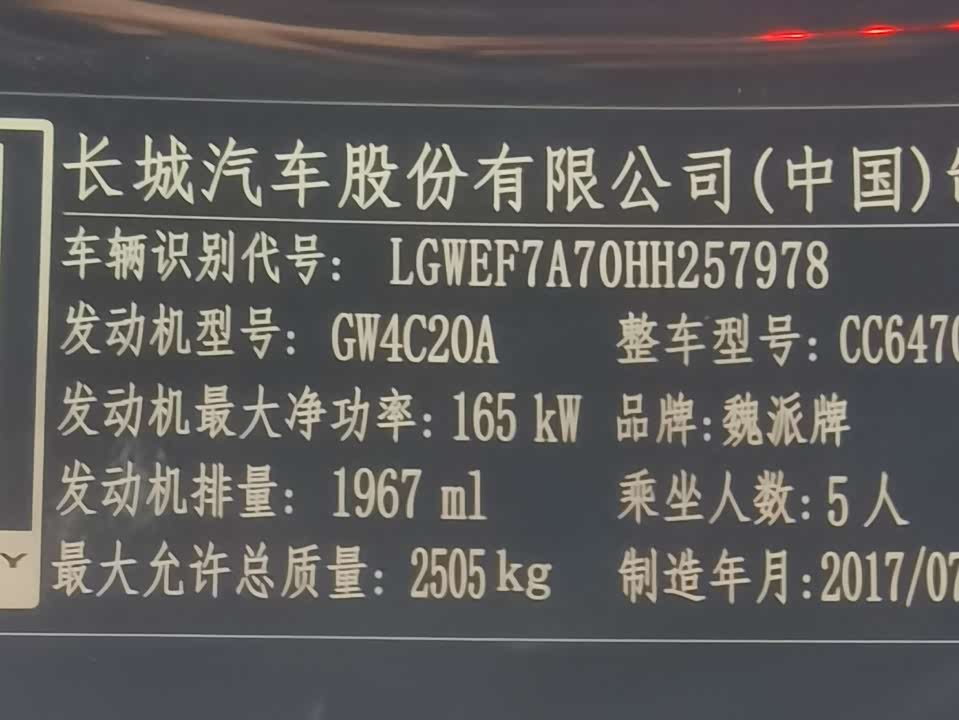 长城汽车股份有限公司(中国)
车辆识别代号: LGWEF7A70HH257978
发动机型号: GW4C20A 整车型号: CC6470
发动机最大净功率: 165 kW 品牌: 魏派牌
发动机排量: 1967 ml 乘坐人数: 5 人
最大允许总质量: 2505 kg 制造年月: 2017/07